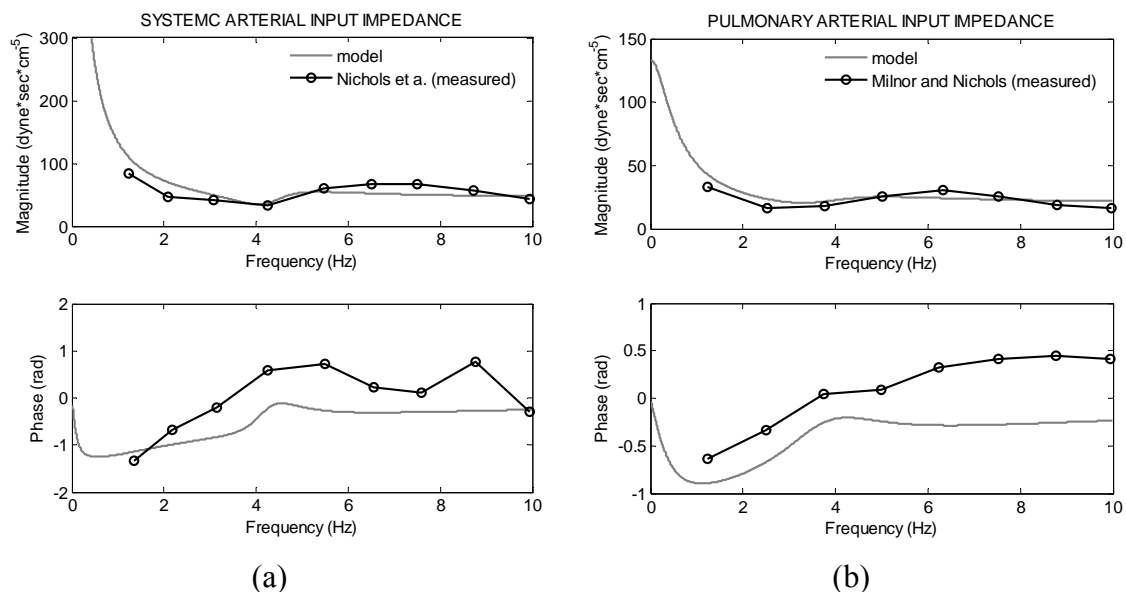 SYSTEMC ARTERIAL INPUT IMPEDANCE
Magnitude (dyne*sec*cm-5)
300
200
100
0
model
Nichols et a. (measured)
0 2 4 6 8 10
Frequency (Hz)
Phase (rad)
2
1
0
-1
-2
0 2 4 6 8 10
Frequency (Hz)
(a)
PULMONARY ARTERIAL INPUT IMPEDANCE
Magnitude (dyne*sec*cm-5)
150
100
50
0
model
Milnor and Nichols (measured)
0 2 4 6 8 10
Frequency (Hz)
Phase (rad)
1
0.5
0
-0.5
-1
0 2 4 6 8 10
Frequency (Hz)
(b)